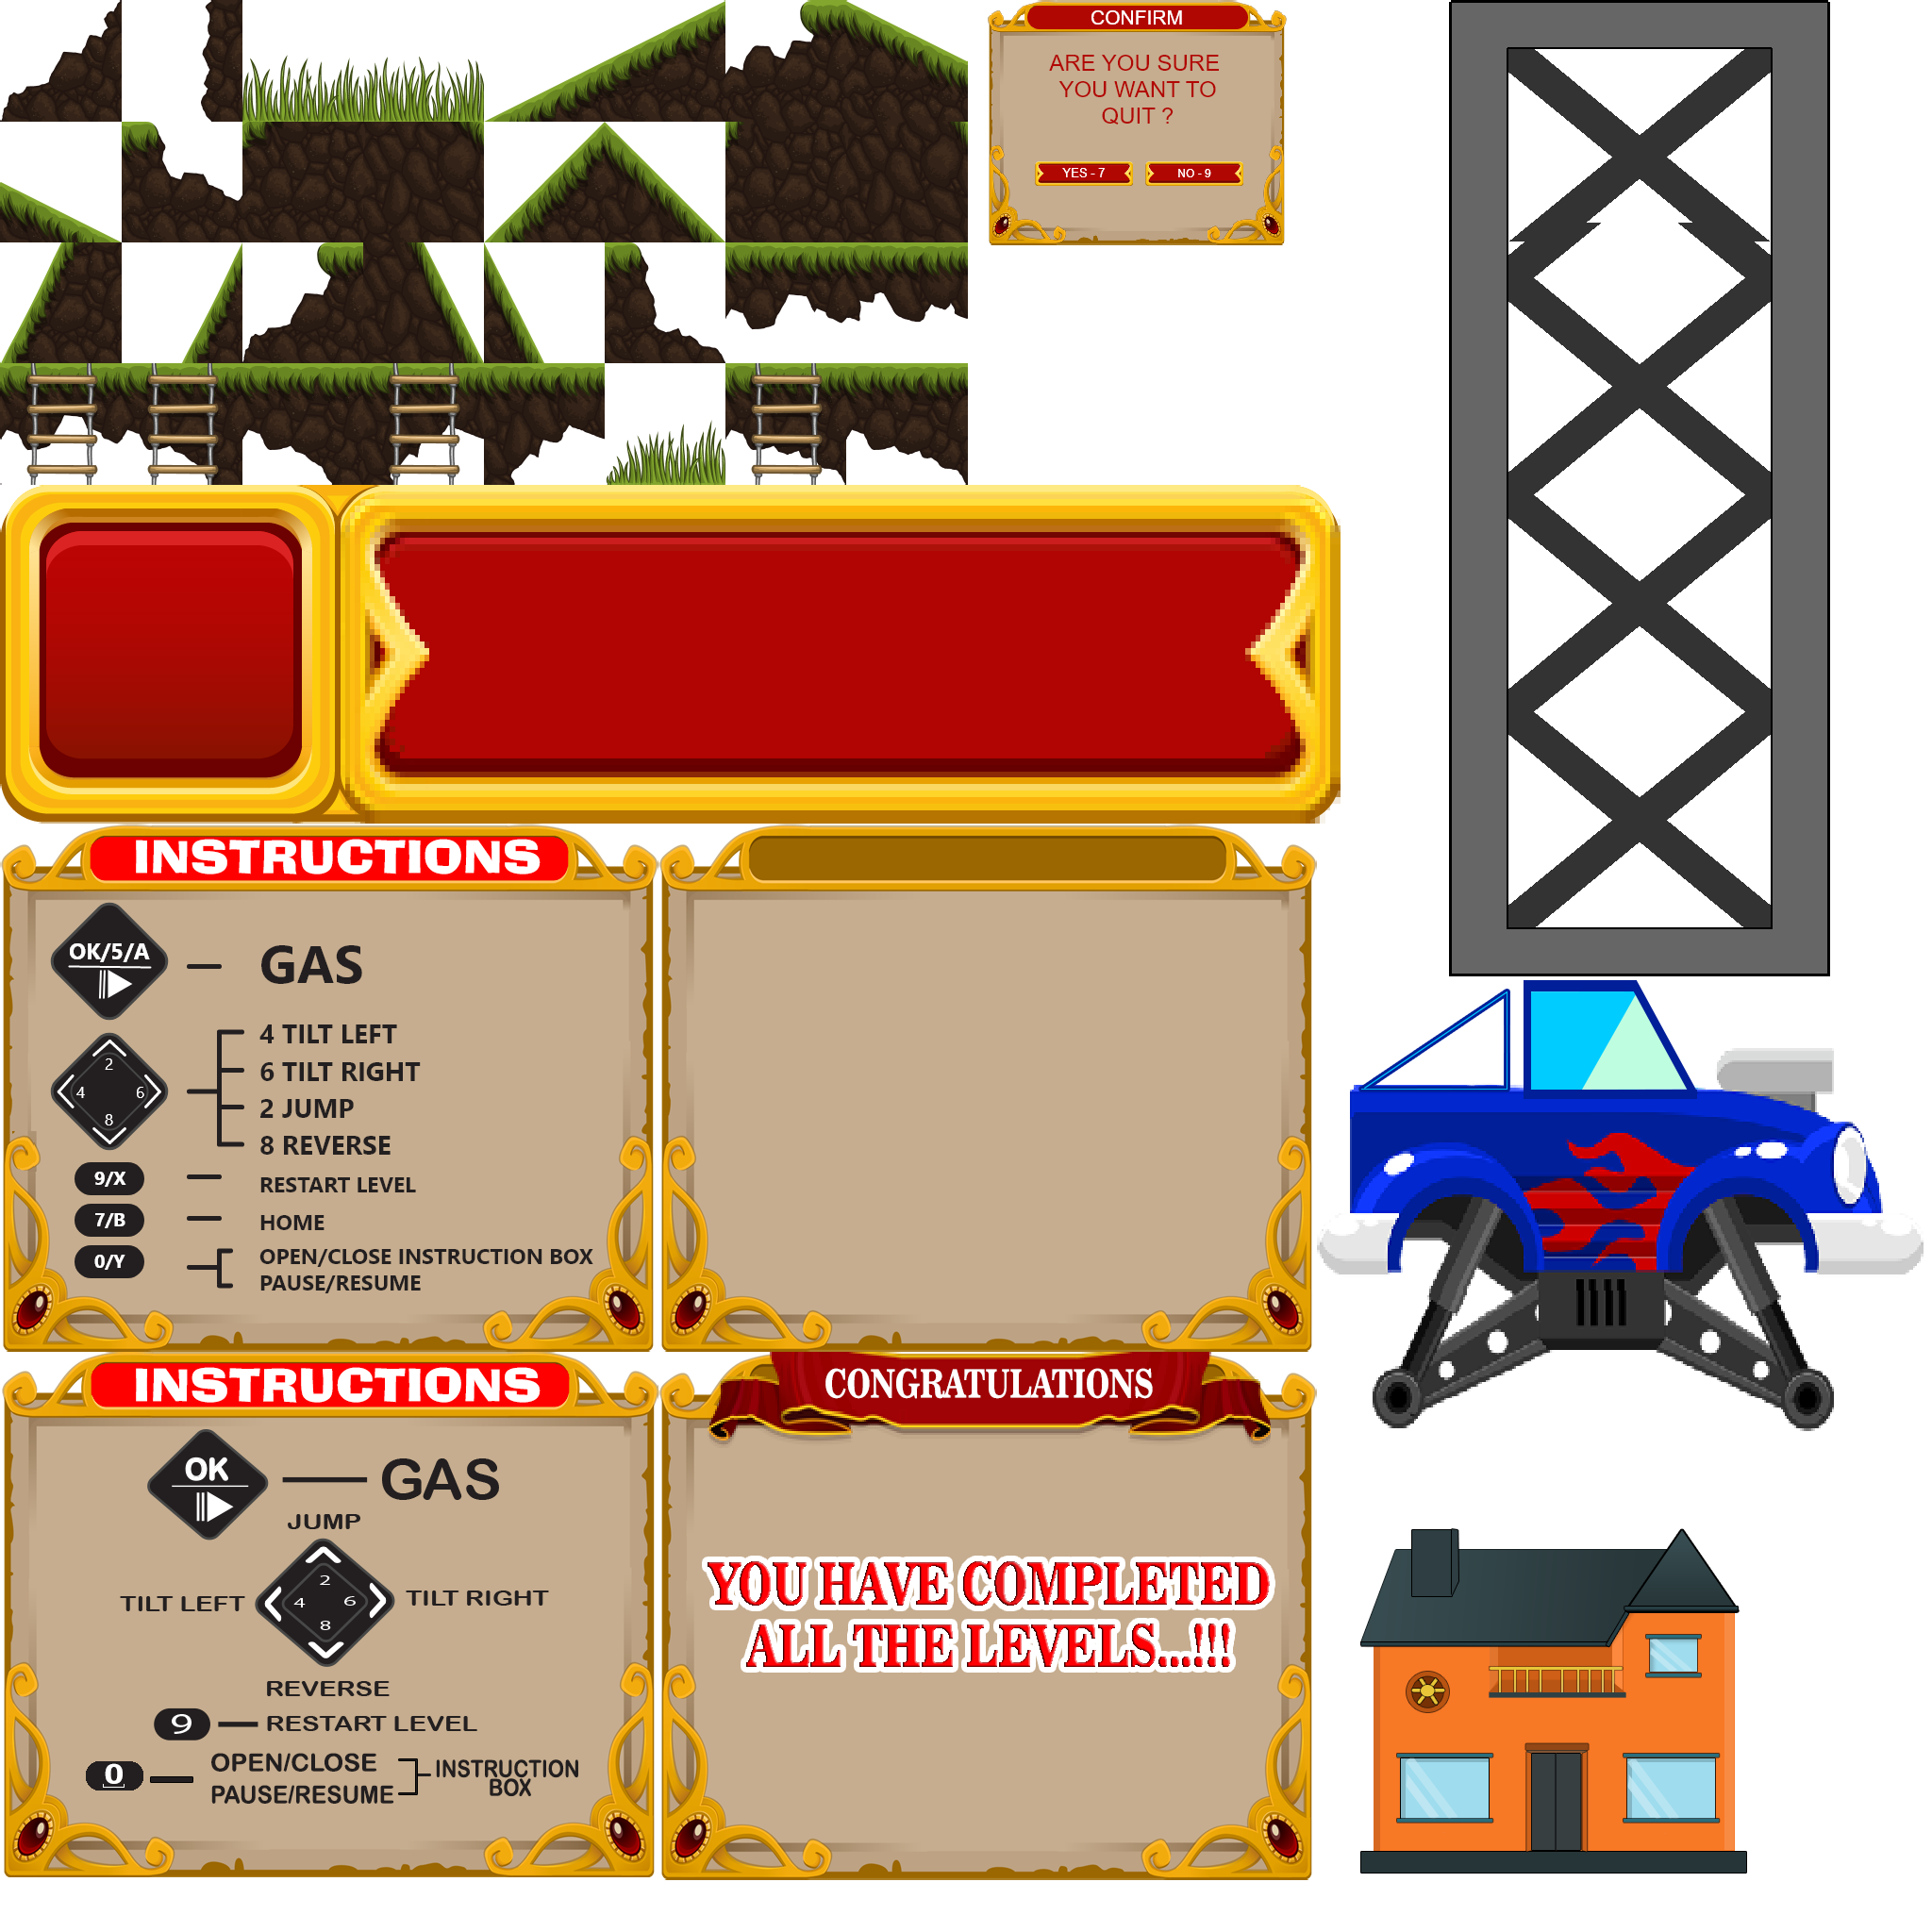 CONFIRM
ARE YOU SURE
YOU WANT TO
QUIT ?
YES - 7
NO - 9
INSTRUCTIONS
OK/5/A
GAS
2
4 6
8
4 TILT LEFT
6 TILT RIGHT
2 JUMP
8 REVERSE
9/X
RESTART LEVEL
7/B
HOME
0/Y
OPEN/CLOSE INSTRUCTION BOX
PAUSE/RESUME
INSTRUCTIONS
OK
GAS
JUMP
TILT LEFT
2
4 6
8
TILT RIGHT
REVERSE
9
RESTART LEVEL
0
OPEN/CLOSE
PAUSE/RESUME
INSTRUCTION
BOX
CONGRATULATIONS
YOU HAVE COMPLETED
ALL THE LEVELS...!!!